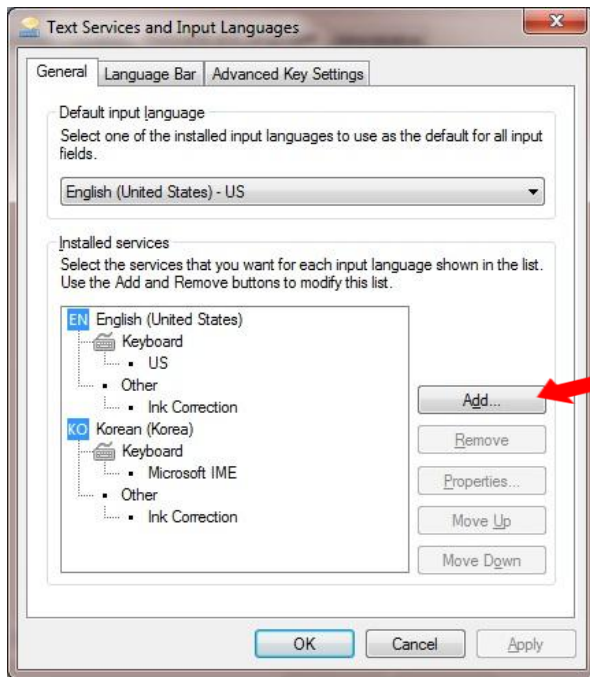 Text Services and Input Languages
General
Language Bar
Advanced Key Settings
Default input language
Select one of the installed input languages to use as the default for all input
fields.
English (United States) - US
Installed services
Select the services that you want for each input language shown in the list.
Use the Add and Remove buttons to modify this list.
EN English (United States)
Keyboard
US
Other
Ink Correction
KO Korean (Korea)
Keyboard
Microsoft IME
Other
Ink Correction
Add...
Remove
Properties...
Move Up
Move Down
OK
Cancel
Apply